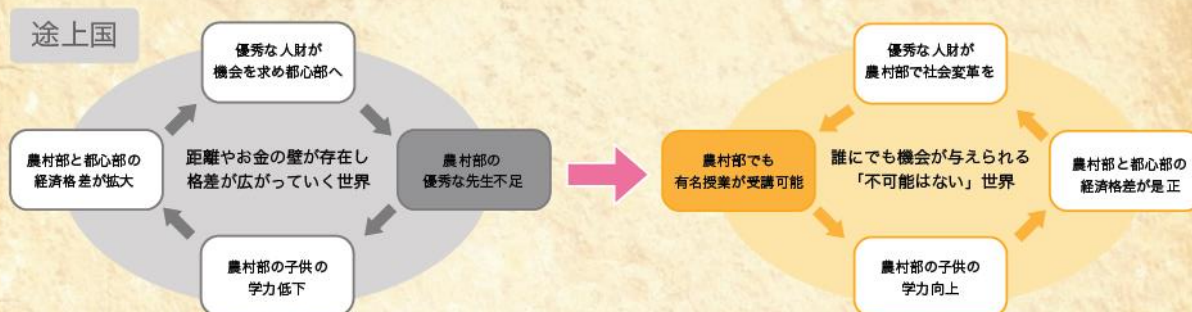 途上国
優秀な人財が
機会を求め都心部へ
農村部と都心部の
経済格差が拡大
距離やお金の壁が存在し
格差が広がっていく世界
農村部の
優秀な先生不足
農村部の子供の
学力低下
優秀な人財が
農村部で社会変革を
農村部でも
有名授業が受講可能
誰にでも機会が与えられる
「不可能はない」世界
農村部と都心部の
経済格差が是正
農村部の子供の
学力向上